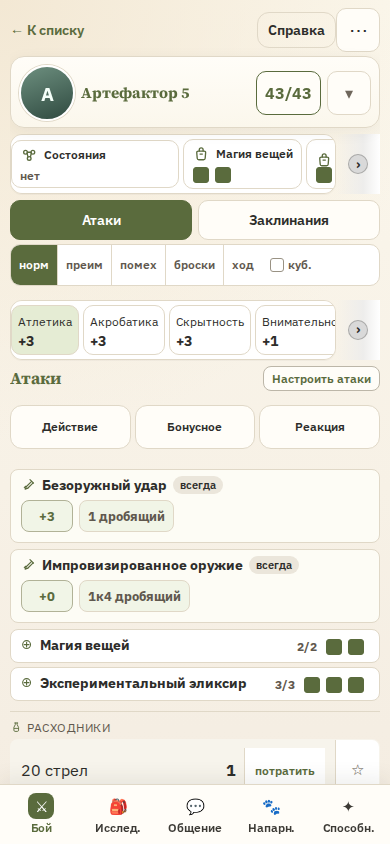 ← К списку
Справка
...
А
Артефактор 5
43/43
▾
Состояния
нет
Магия вещей
›
Атаки
Заклинания
норм
преим
помех
броски
ход
куб.
Атлетика
+3
Акробатика
+3
Скрытность
+3
Внимательно
+1
›
Атаки
Настроить атаки
Действие
Бонусное
Реакция
Безоружный удар
всегда
+3
1 дробящий
Импровизированное оружие
всегда
+0
1к4 дробящий
Магия вещей
2/2
Экспериментальный эликсир
3/3
РАСХОДНИКИ
20 стрел
1
потратить
☆
Бой
Исслед.
Общение
Напарн.
Способн.